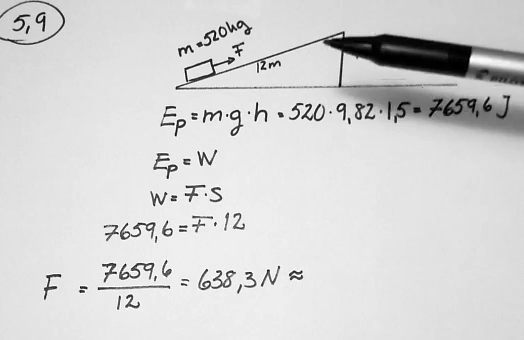 5,9
m=520kg
F
12m
Ep=m·g·h=520·9,82·1,5=7659,6J
Ep=W
W=F·S
7659,6=F·12
F = 7659,6/12 = 638,3N ≈